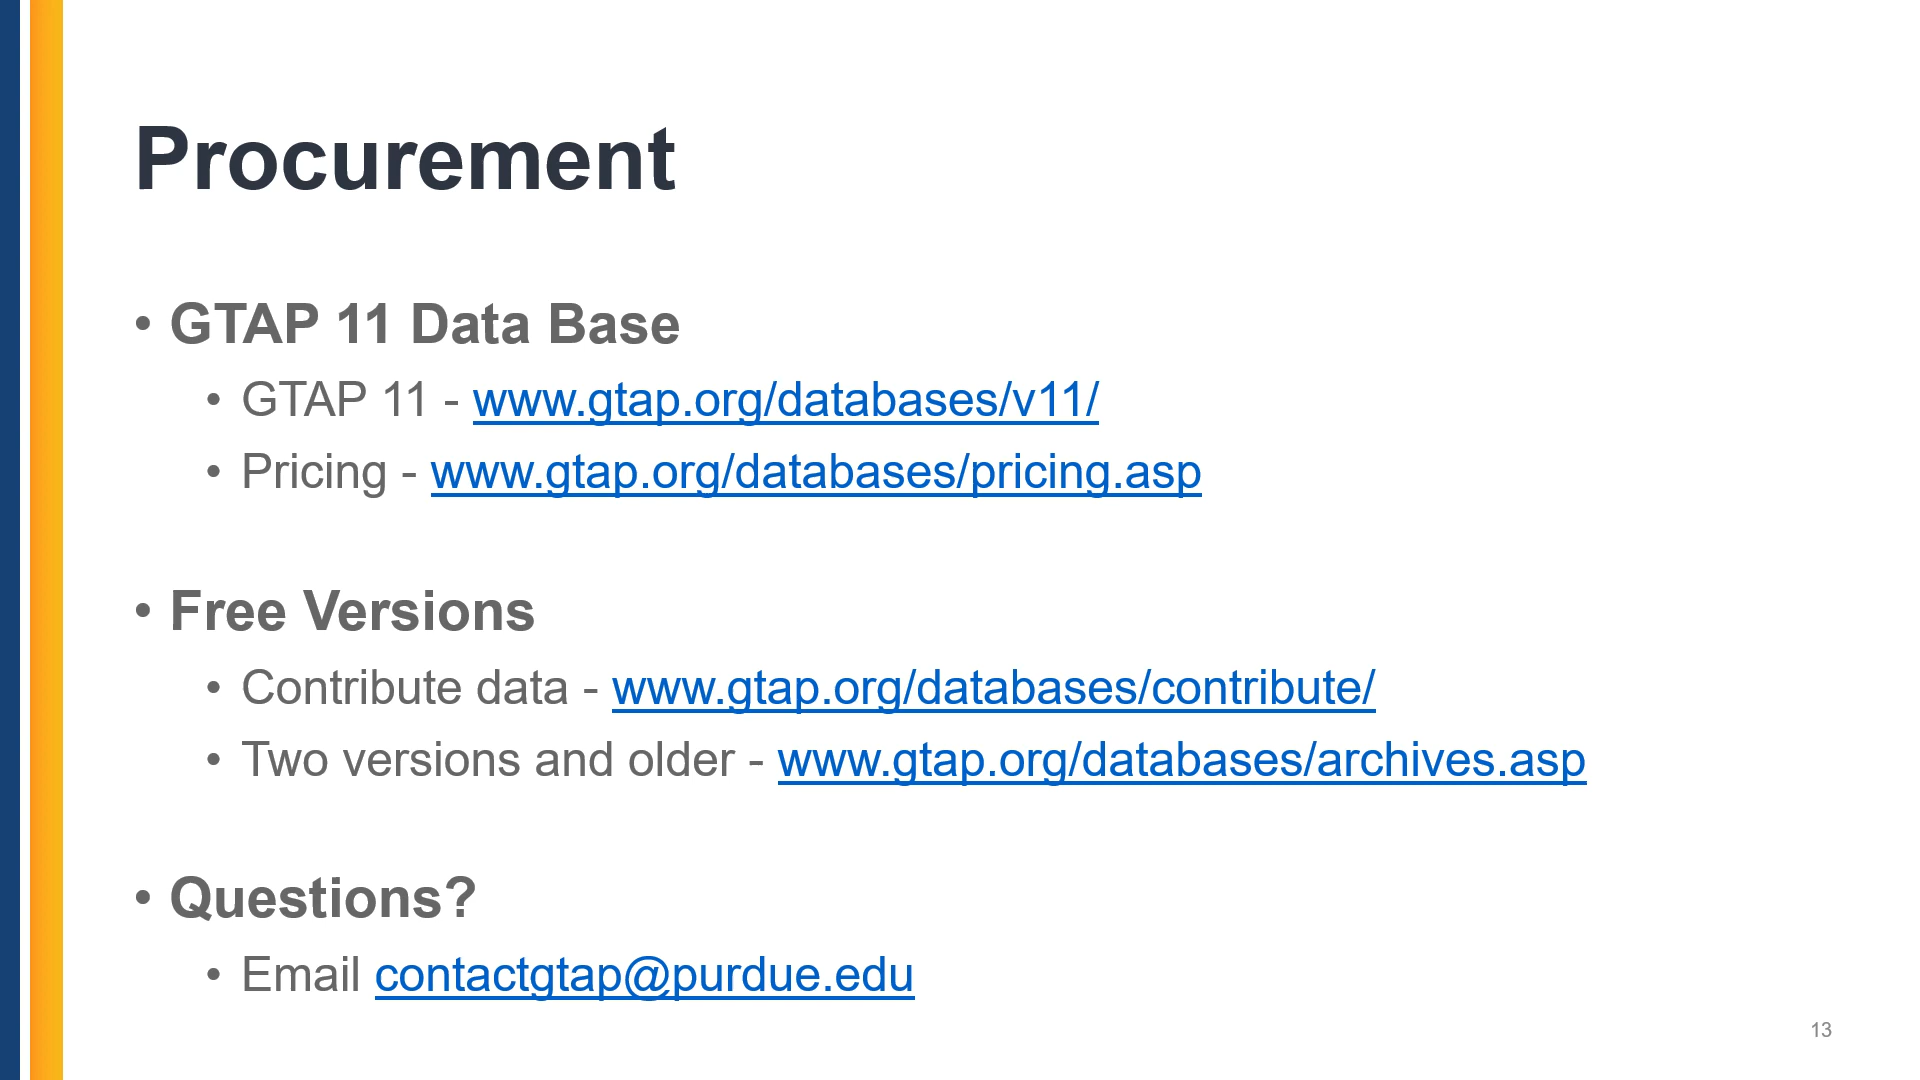 Procurement
• GTAP 11 Data Base
• GTAP 11 - www.gtap.org/databases/v11/
• Pricing - www.gtap.org/databases/pricing.asp
• Free Versions
• Contribute data - www.gtap.org/databases/contribute/
• Two versions and older - www.gtap.org/databases/archives.asp
• Questions?
• Email contactgtap@purdue.edu
13